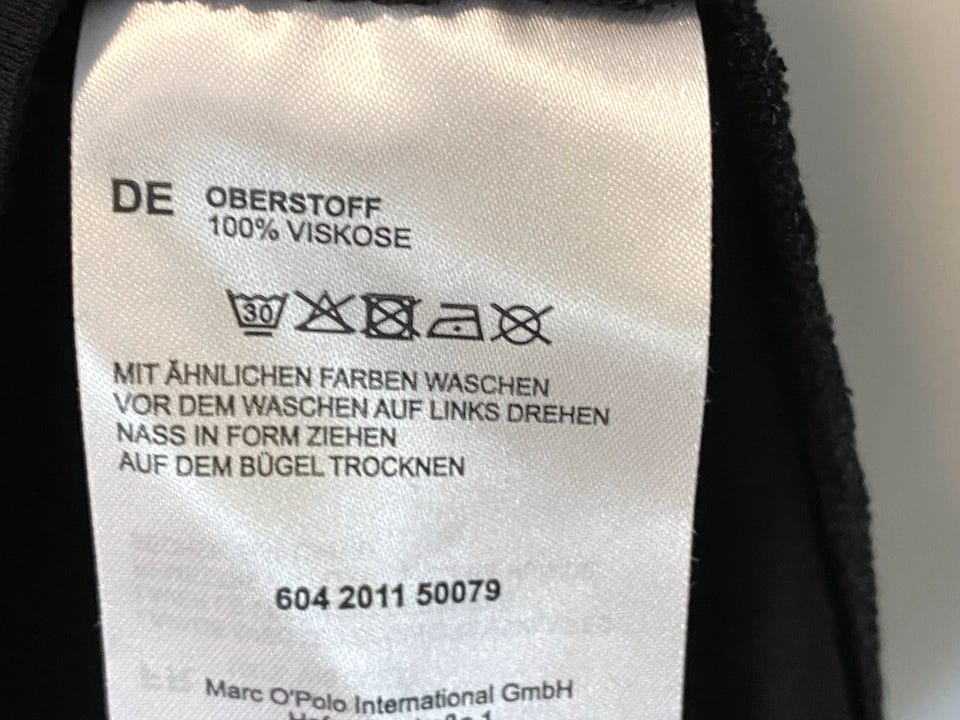 DE OBERSTOFF
100% VISKOSE
30
MIT ÄHNLICHEN FARBEN WASCHEN
VOR DEM WASCHEN AUF LINKS DREHEN
NASS IN FORM ZIEHEN
AUF DEM BÜGEL TROCKNEN
604 2011 50079
Marc O'Polo International GmbH